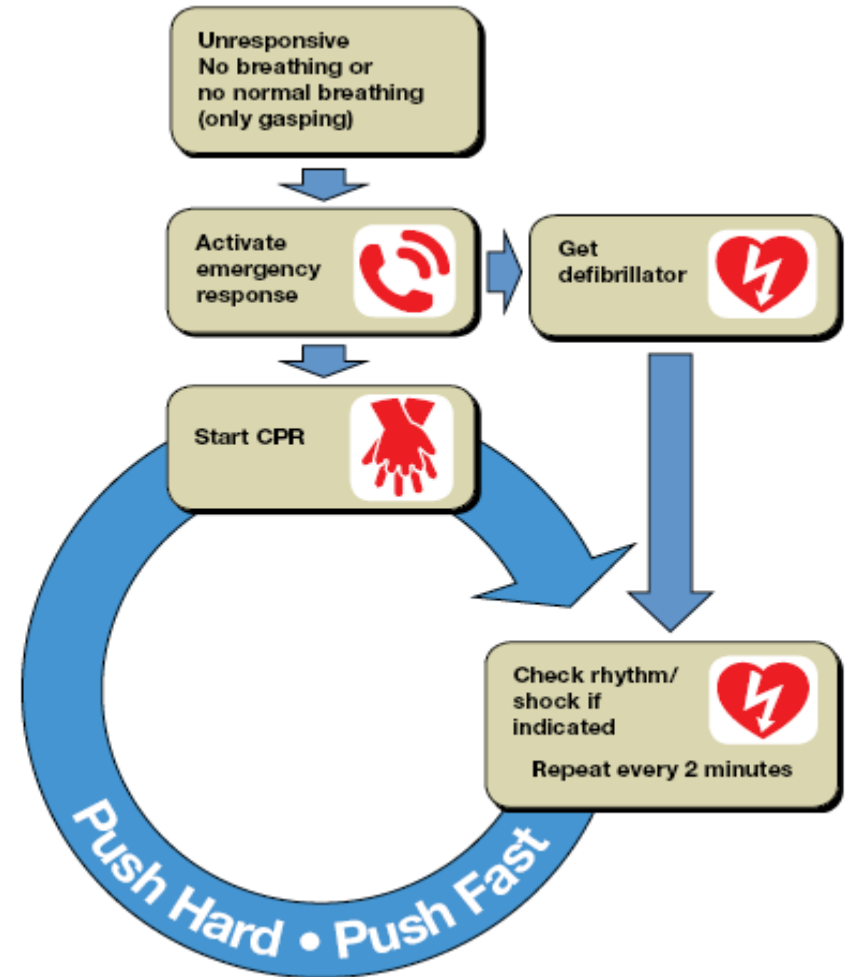 Unresponsive
No breathing or
no normal breathing
(only gasping)
Activate
emergency
response
Get
defibrillator
Start CPR
Check rhythm/
shock if
indicated
Repeat every 2 minutes
Push Hard • Push Fast